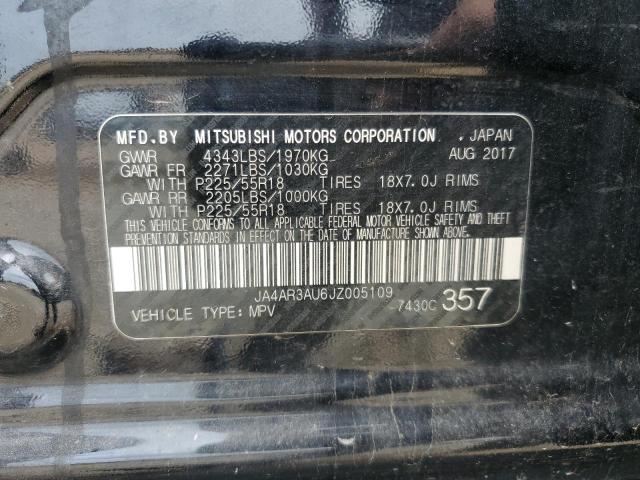 MFD.BY MITSUBISHI MOTORS CORPORATION . JAPAN
GVWR 4343LBS/1970KG AUG 2017
GAWR FR 2271LBS/1030KG
WITH P225/55R18 TIRES 18X7.0J RIMS
GAWR RR 2205LBS/1000KG
WITH P225/55R18 TIRES 18X7.0J RIMS
THIS VEHICLE CONFORMS TO ALL APPLICABLE FEDERAL MOTOR VEHICLE SAFETY AND THEFT
PREVENTION STANDARDS IN EFFECT ON THE DATE OF MANUFACTURE SHOWN ABOVE.
JA4AR3AU6JZ005109
VEHICLE TYPE: MPV -7430C 357